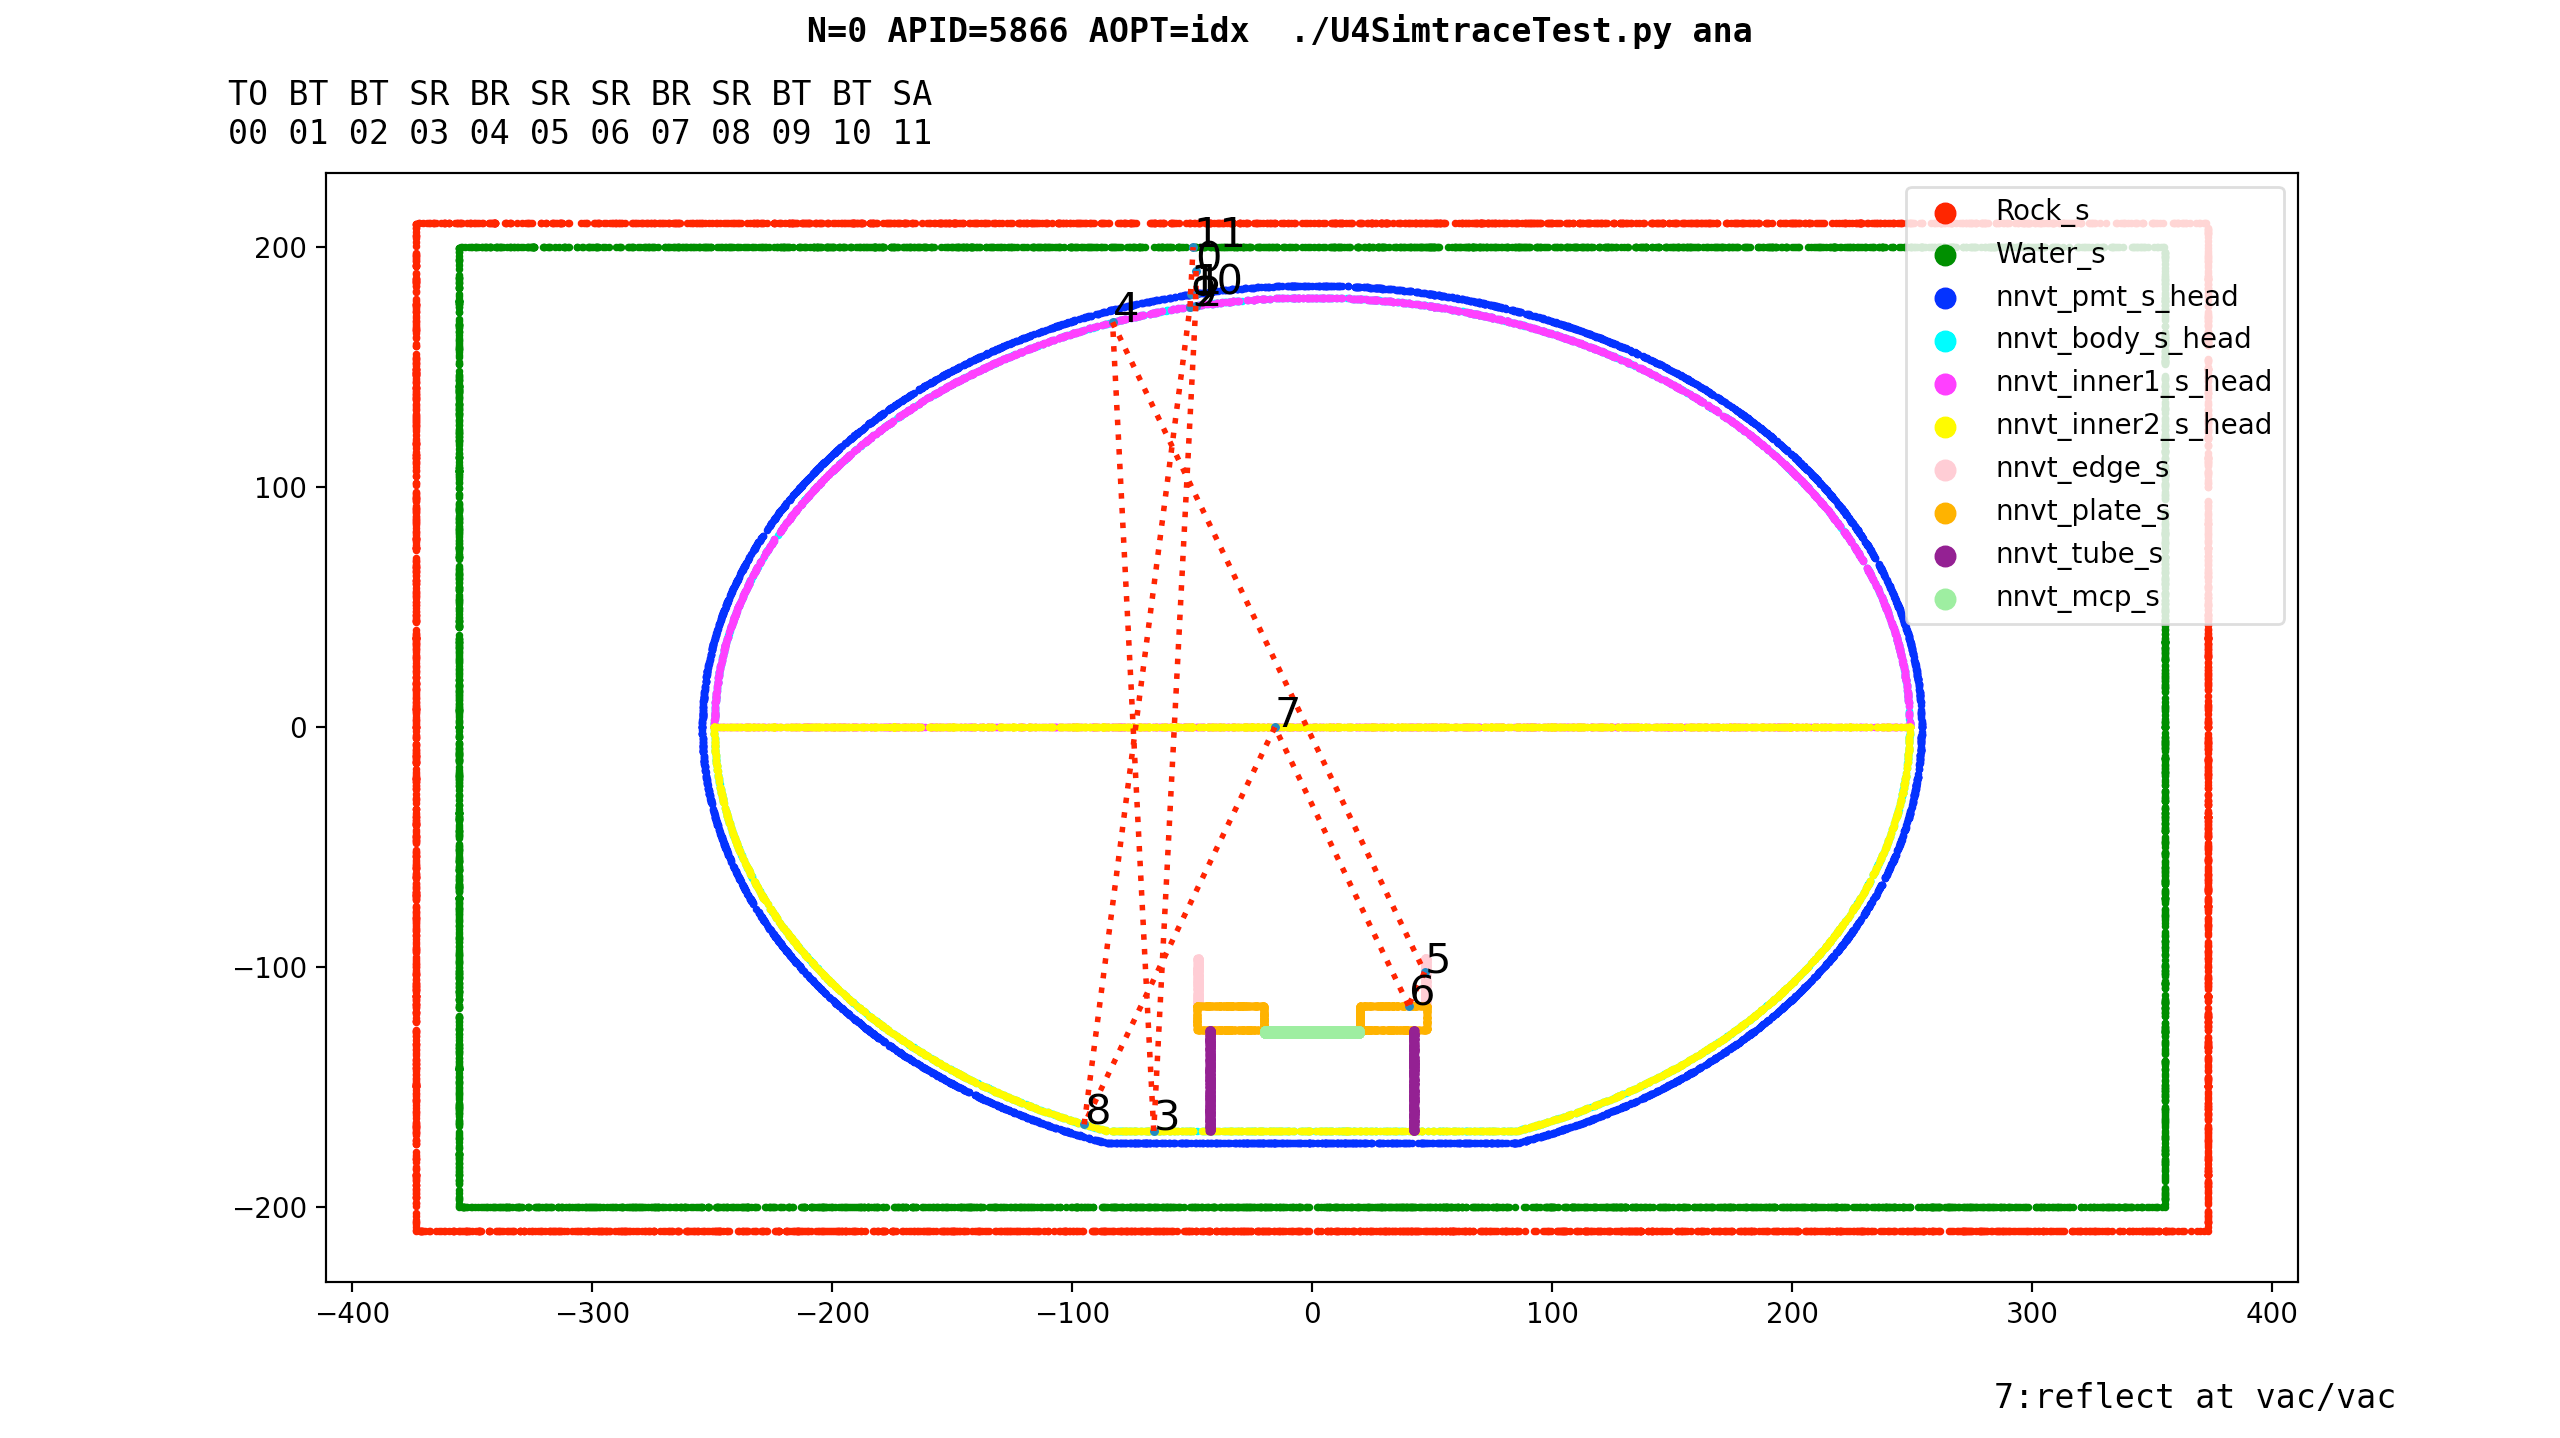 N=0 APID=5866 AOPT=idx  ./U4SimtraceTest.py ana
TO BT BT SR BR SR SR BR SR BT BT SA
00 01 02 03 04 05 06 07 08 09 10 11
Rock_s
Water_s
nnvt_pmt_s_head
nnvt_body_s_head
nnvt_inner1_s_head
nnvt_inner2_s_head
nnvt_edge_s
nnvt_plate_s
nnvt_tube_s
nnvt_mcp_s
200
100
0
−100
−200
11
0
10
4
7
5
6
8
3
−400
−300
−200
−100
0
100
200
300
400
7:reflect at vac/vac